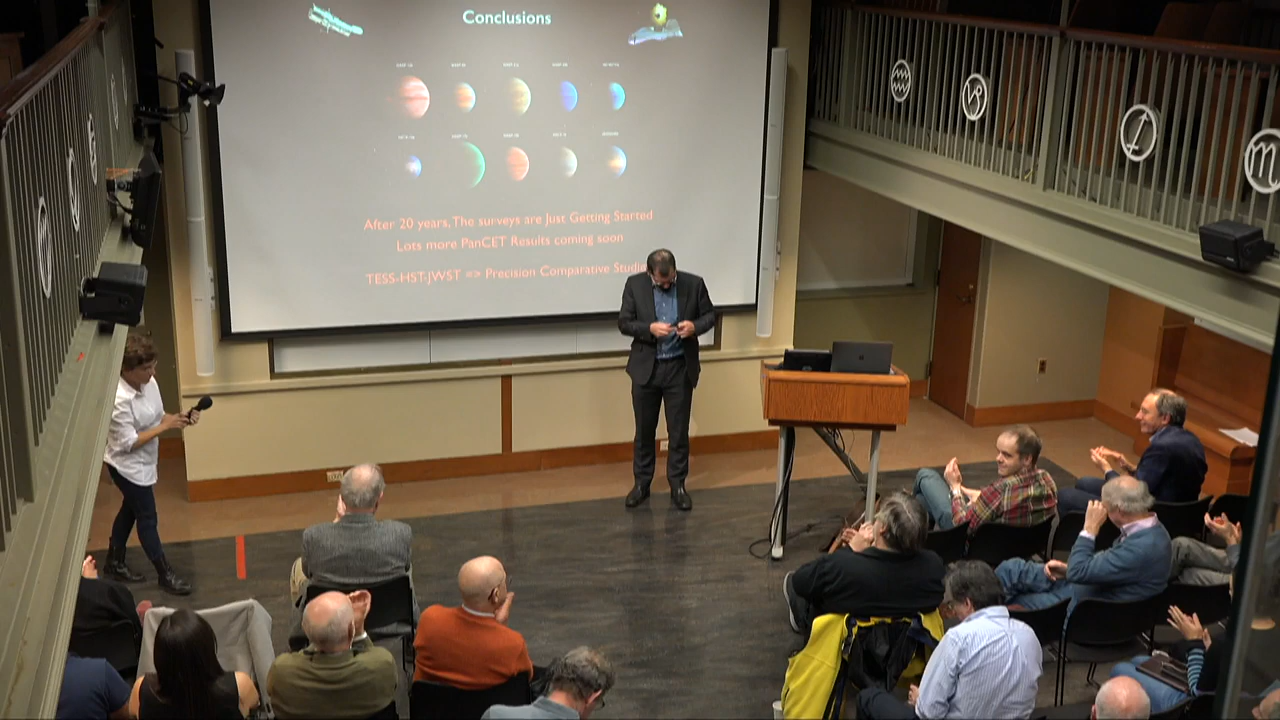 Conclusions
After 20 years, The surveys are Just Getting Started
Lots more PanCET Results coming soon
TESS-HST-JWST => Precision Comparative